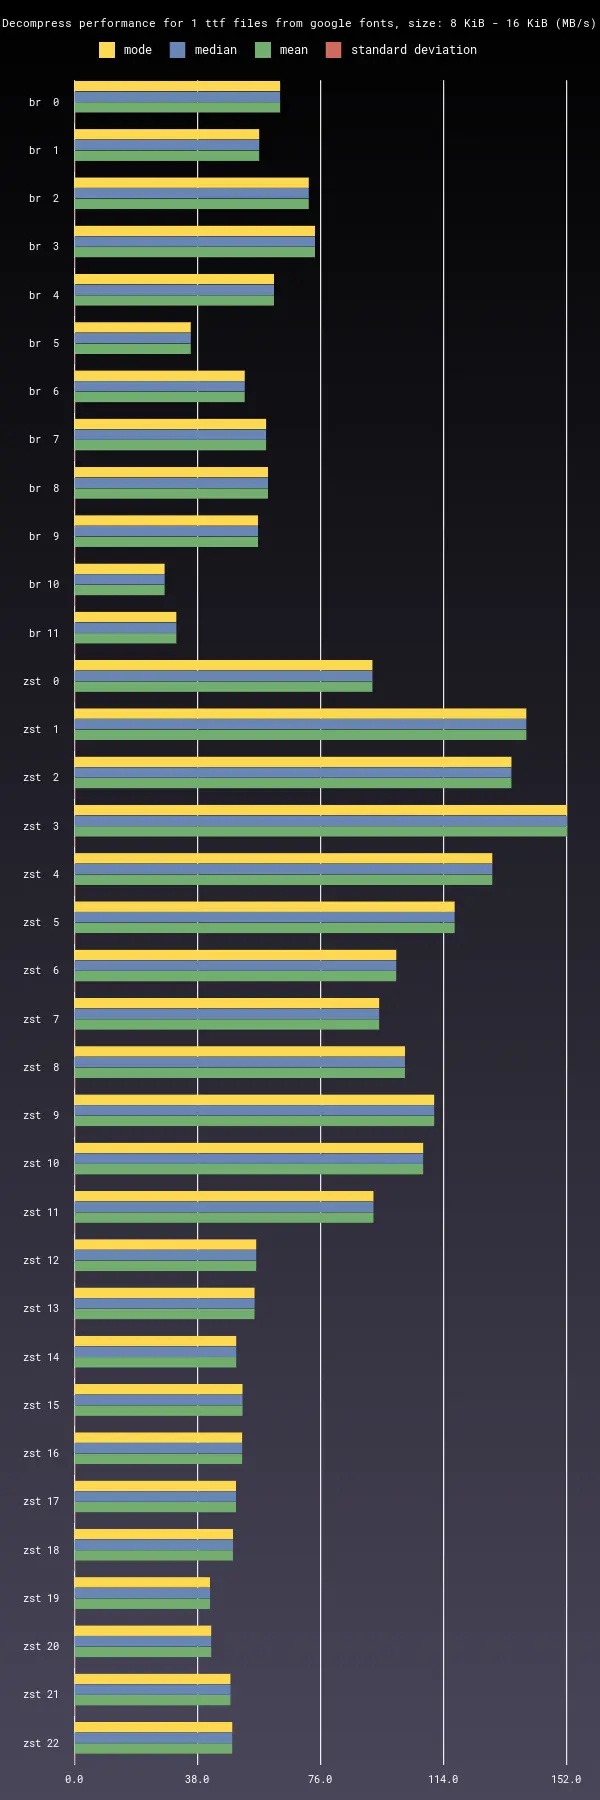 Decompress performance for 1 ttf files from google fonts, size: 8 KiB - 16 KiB (MB/s)
mode median mean standard deviation
br 0
br 1
br 2
br 3
br 4
br 5
br 6
br 7
br 8
br 9
br 10
br 11
zst 0
zst 1
zst 2
zst 3
zst 4
zst 5
zst 6
zst 7
zst 8
zst 9
zst 10
zst 11
zst 12
zst 13
zst 14
zst 15
zst 16
zst 17
zst 18
zst 19
zst 20
zst 21
zst 22
0.0 38.0 76.0 114.0 152.0